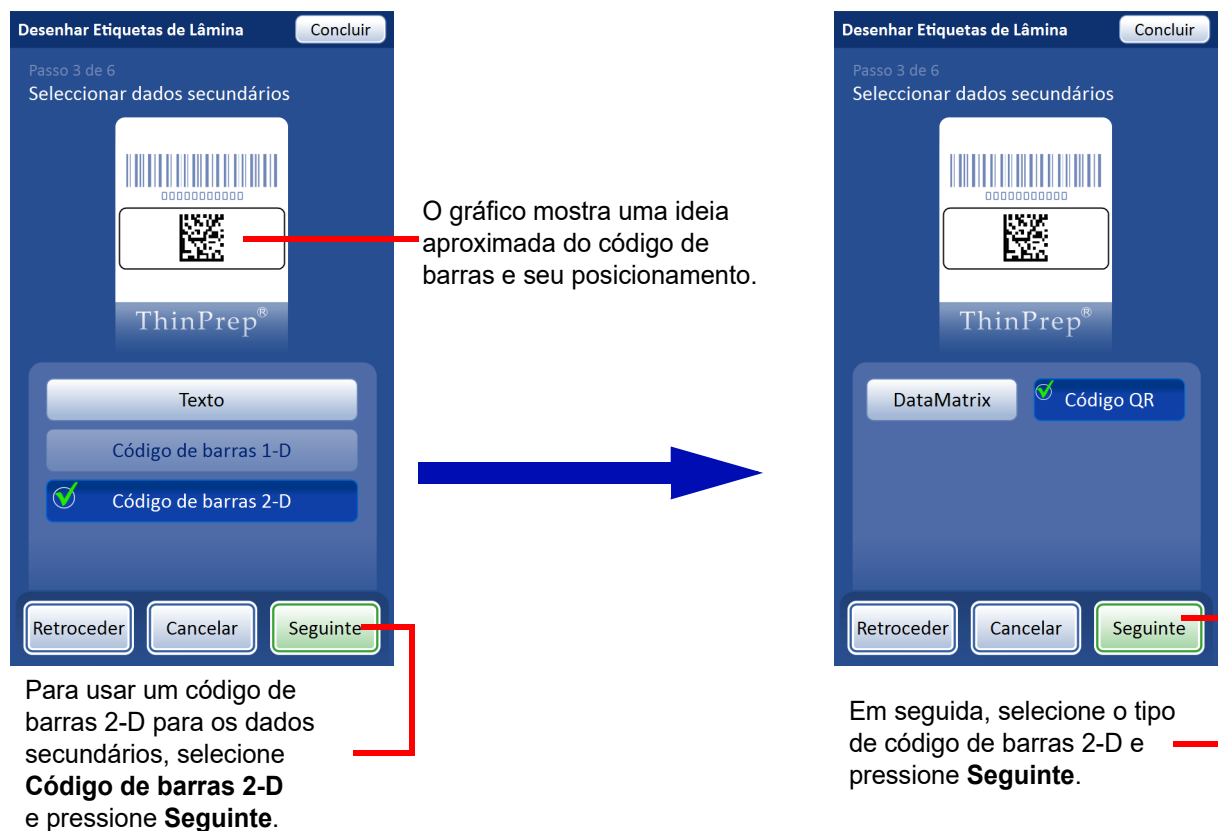 Desenhar Etiquetas de Lâmina
Concluir
Passo 3 de 6
Seleccionar dados secundários
00000000000
ThinPrep®
Texto
Código de barras 1-D
Código de barras 2-D
Retroceder
Cancelar
Seguinte
Para usar um código de
barras 2-D para os dados
secundários, selecione
Código de barras 2-D
e pressione Seguinte.
O gráfico mostra uma ideia
aproximada do código de
barras e seu posicionamento.
Desenhar Etiquetas de Lâmina
Concluir
Passo 3 de 6
Seleccionar dados secundários
00000000000
ThinPrep®
DataMatrix
Código QR
Retroceder
Cancelar
Seguinte
Em seguida, selecione o tipo
de código de barras 2-D e
pressione Seguinte.